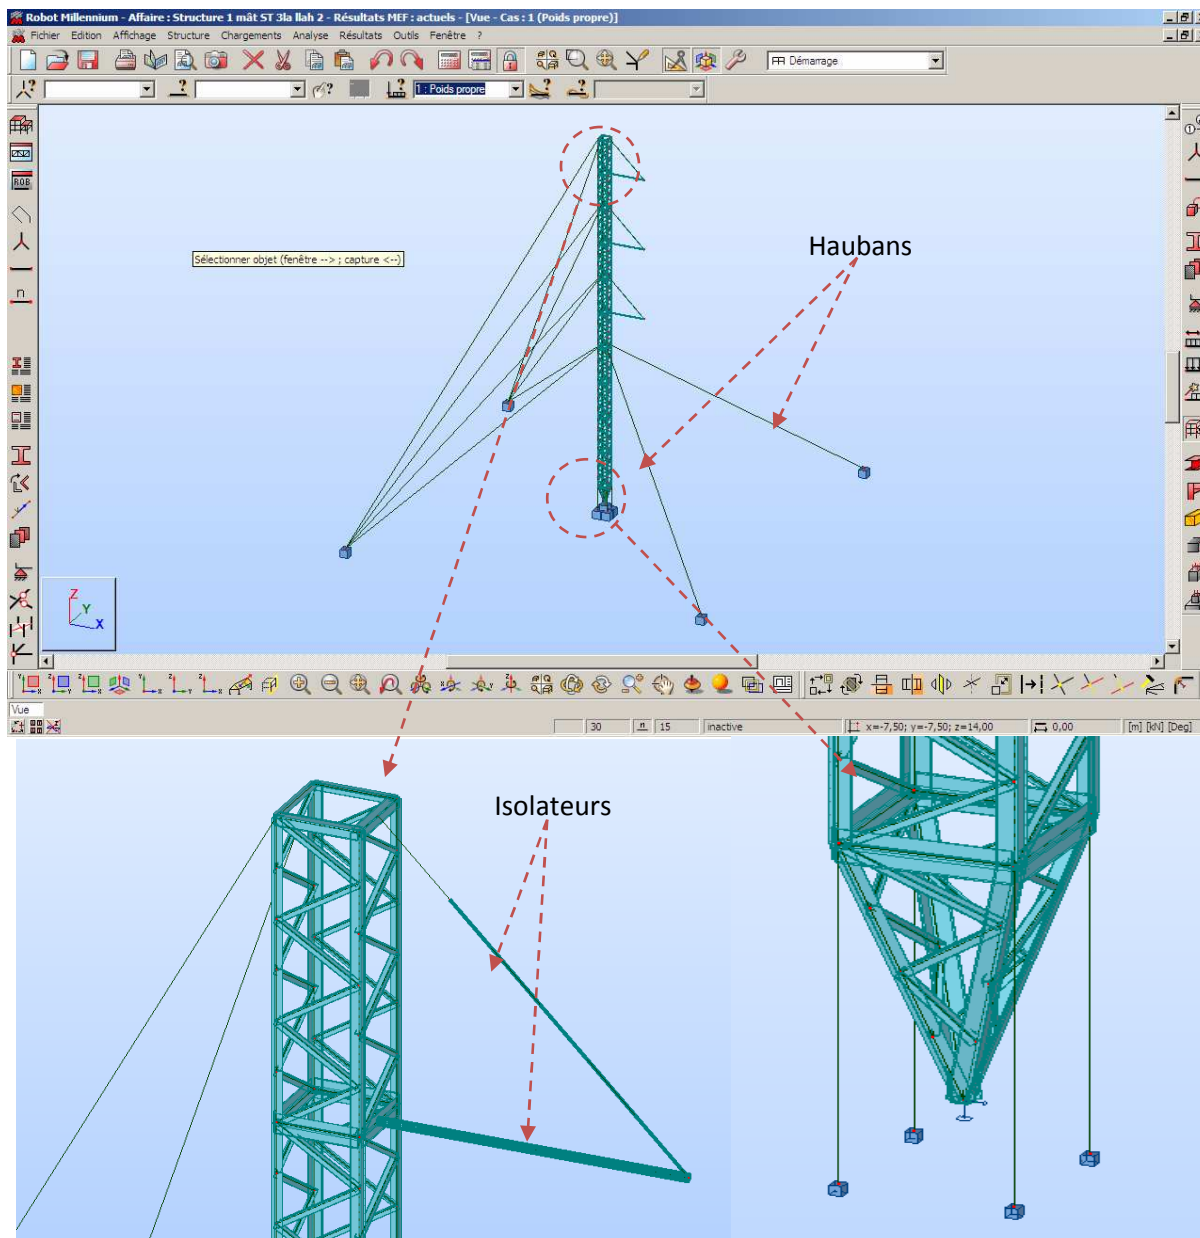 Robot Millennium - Affaire : Structure 1 mât ST 3la llah 2 - Résultats MEF : actuels - [Vue - Cas : 1 (Poids propre)]
Fichier Edition Affichage Structure Chargements Analyse Résultats Outils Fenêtre ?
Démarrage
1 : Poids propre
ROB
n
Haubans
Sélectionner objet (fenêtre --> ; capture <--)
Z
Y
X
Vue
30 n 15 inactive x=-7,50; y=-7,50; z=14,00 0,00 [m] [kN] [Deg]
Isolateurs